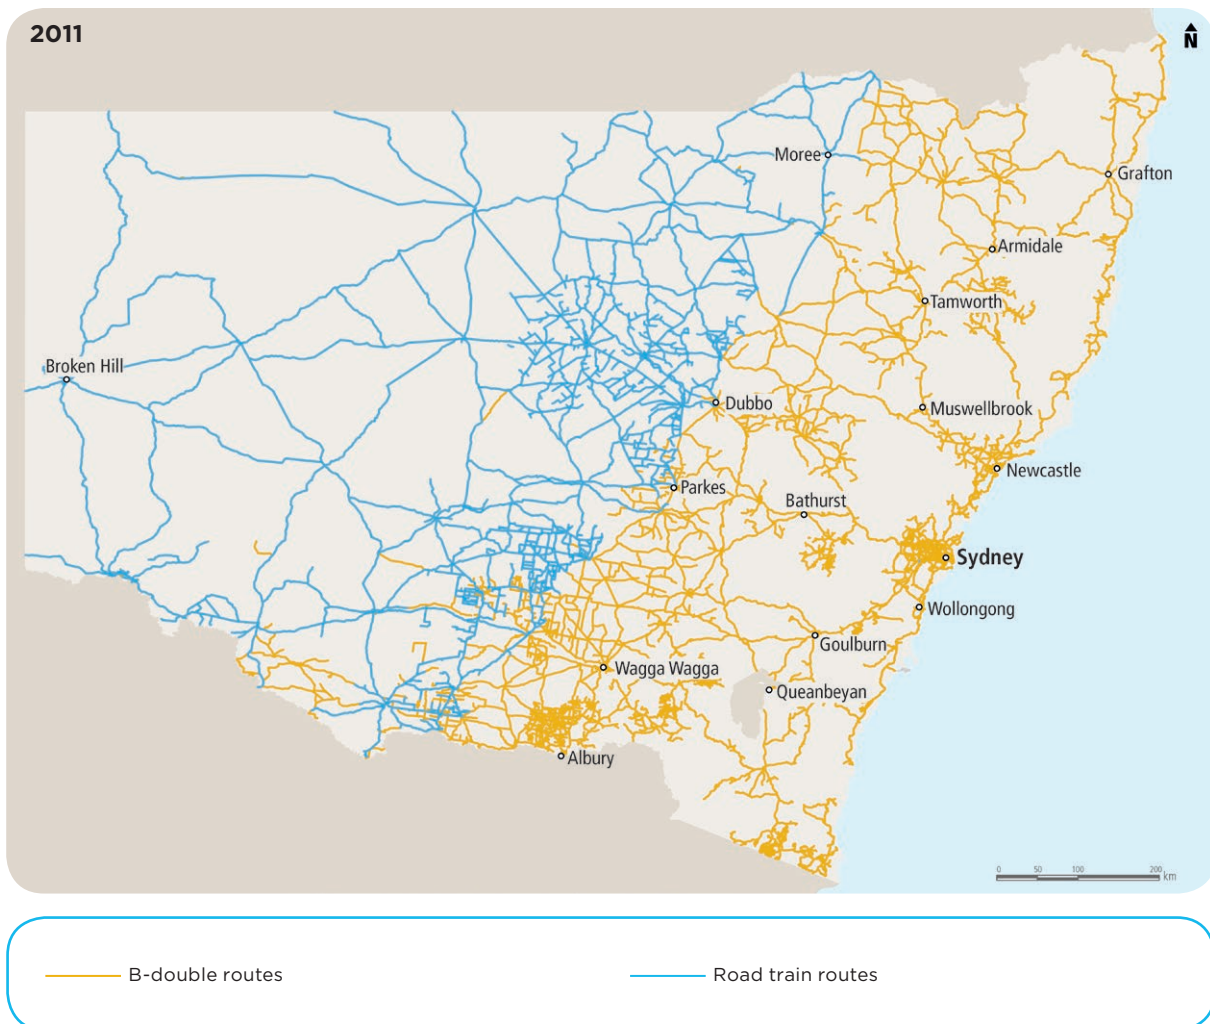 2011
N
Moree
Grafton
Armidale
Tamworth
Broken Hill
Dubbo
Muswellbrook
Newcastle
Parkes
Bathurst
Sydney
Wollongong
Goulburn
Wagga Wagga
Queanbeyan
Albury
0 50 100 200 km
B-double routes
Road train routes